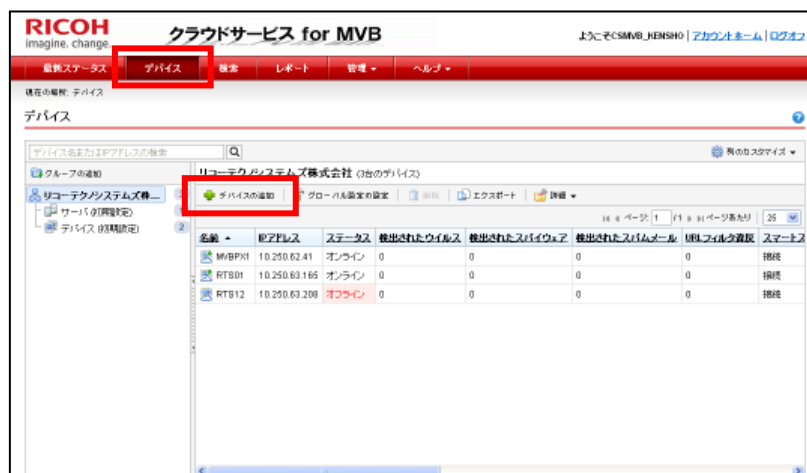 RICOH
imagine. change.
クラウドサービス for MVB
ようこそCSMVB_KENSHO | アカウントホーム | ログオフ
最新ステータス デバイス 検索 レポート 管理 ヘルプ
現在の場所: デバイス
デバイス
デバイス名またはIPアドレスの検索
列のカスタマイズ
グループの追加
リコーテクノシステムズ株式会社 (3台のデバイス)
リコーテクノシステムズ株...
デバイスの追加 グローバル設定の設定 削除 エクスポート 詳細
サーバ (初期設定)
デバイス (初期設定) 2
ページ: 1 /1 ページあたり 25
名前 IPアドレス ステータス 検出されたウイルス 検出されたスパイウェア 検出されたスパムメール URLフィルタ違反 スマートス
MVBPX1 10.250.62.41 オンライン 0 0 0 0 接続
RTS01 10.250.63.165 オンライン 0 0 0 0 接続
RTS12 10.250.63.208 オフライン 0 0 0 0 接続